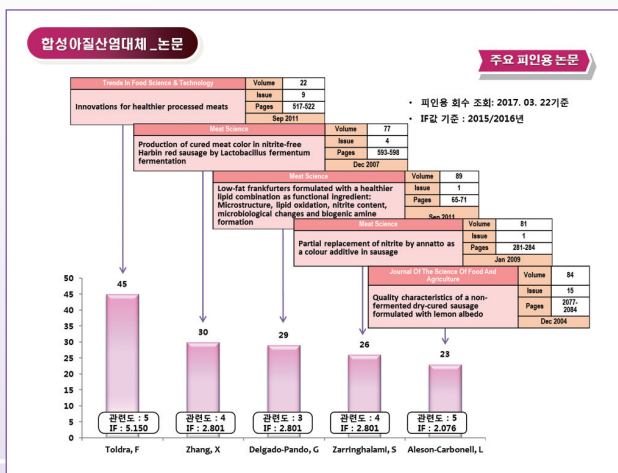 합성아질산염대체_논문
주요 피인용 논문
• 피인용 회수 조회: 2017. 03. 22기준
• IF값 기준 : 2015/2016년
Trends In Food Science & Technology
Volume 22
Innovations for healthier processed meats
Issue 9
Pages 517-522
Sep 2011
Meat Science
Volume 77
Production of cured meat color in nitrite-free
Harbin red sausage by Lactobacillus fermentum
fermentation
Issue 4
Pages 593-598
Dec 2007
Meat Science
Volume 89
Low-fat frankfurters formulated with a healthier
lipid combination as functional ingredient:
Microstructure, lipid oxidation, nitrite content,
microbiological changes and biogenic amine
formation
Issue 1
Pages 65-71
Sep 2011
Meat Science
Volume 81
Partial replacement of nitrite by annatto as
a colour additive in sausage
Issue 1
Pages 281-284
Jan 2009
Journal Of The Science Of Food And
Agriculture
Volume 84
Quality characteristics of a non-
fermented dry-cured sausage
formulated with lemon albedo
Issue 15
Pages 2077-
2084
Dec 2004
50
45
40
35
30
25
20
15
10
5
0
45
30
29
26
23
관련도 : 5
IF : 5.150
관련도 : 4
IF : 2.801
관련도 : 3
IF : 2.801
관련도 : 4
IF : 2.801
관련도 : 5
IF : 2.076
Toldra, F
Zhang, X
Delgado-Pando, G
Zarringhalami, S
Aleson-Carbonell, L